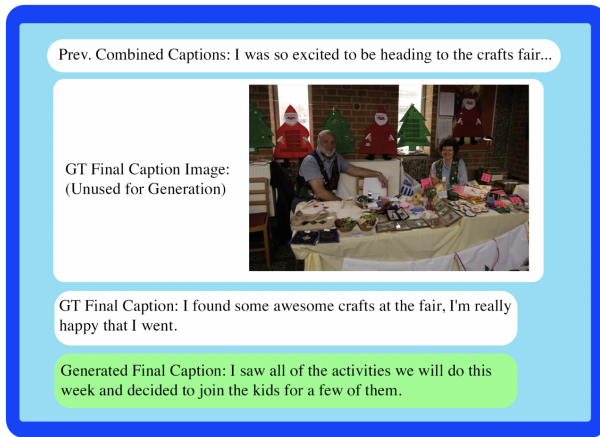 Prev. Combined Captions: I was so excited to be heading to the crafts fair...
GT Final Caption Image:
(Unused for Generation)
GT Final Caption: I found some awesome crafts at the fair, I'm really
happy that I went.
Generated Final Caption: I saw all of the activities we will do this
week and decided to join the kids for a few of them.